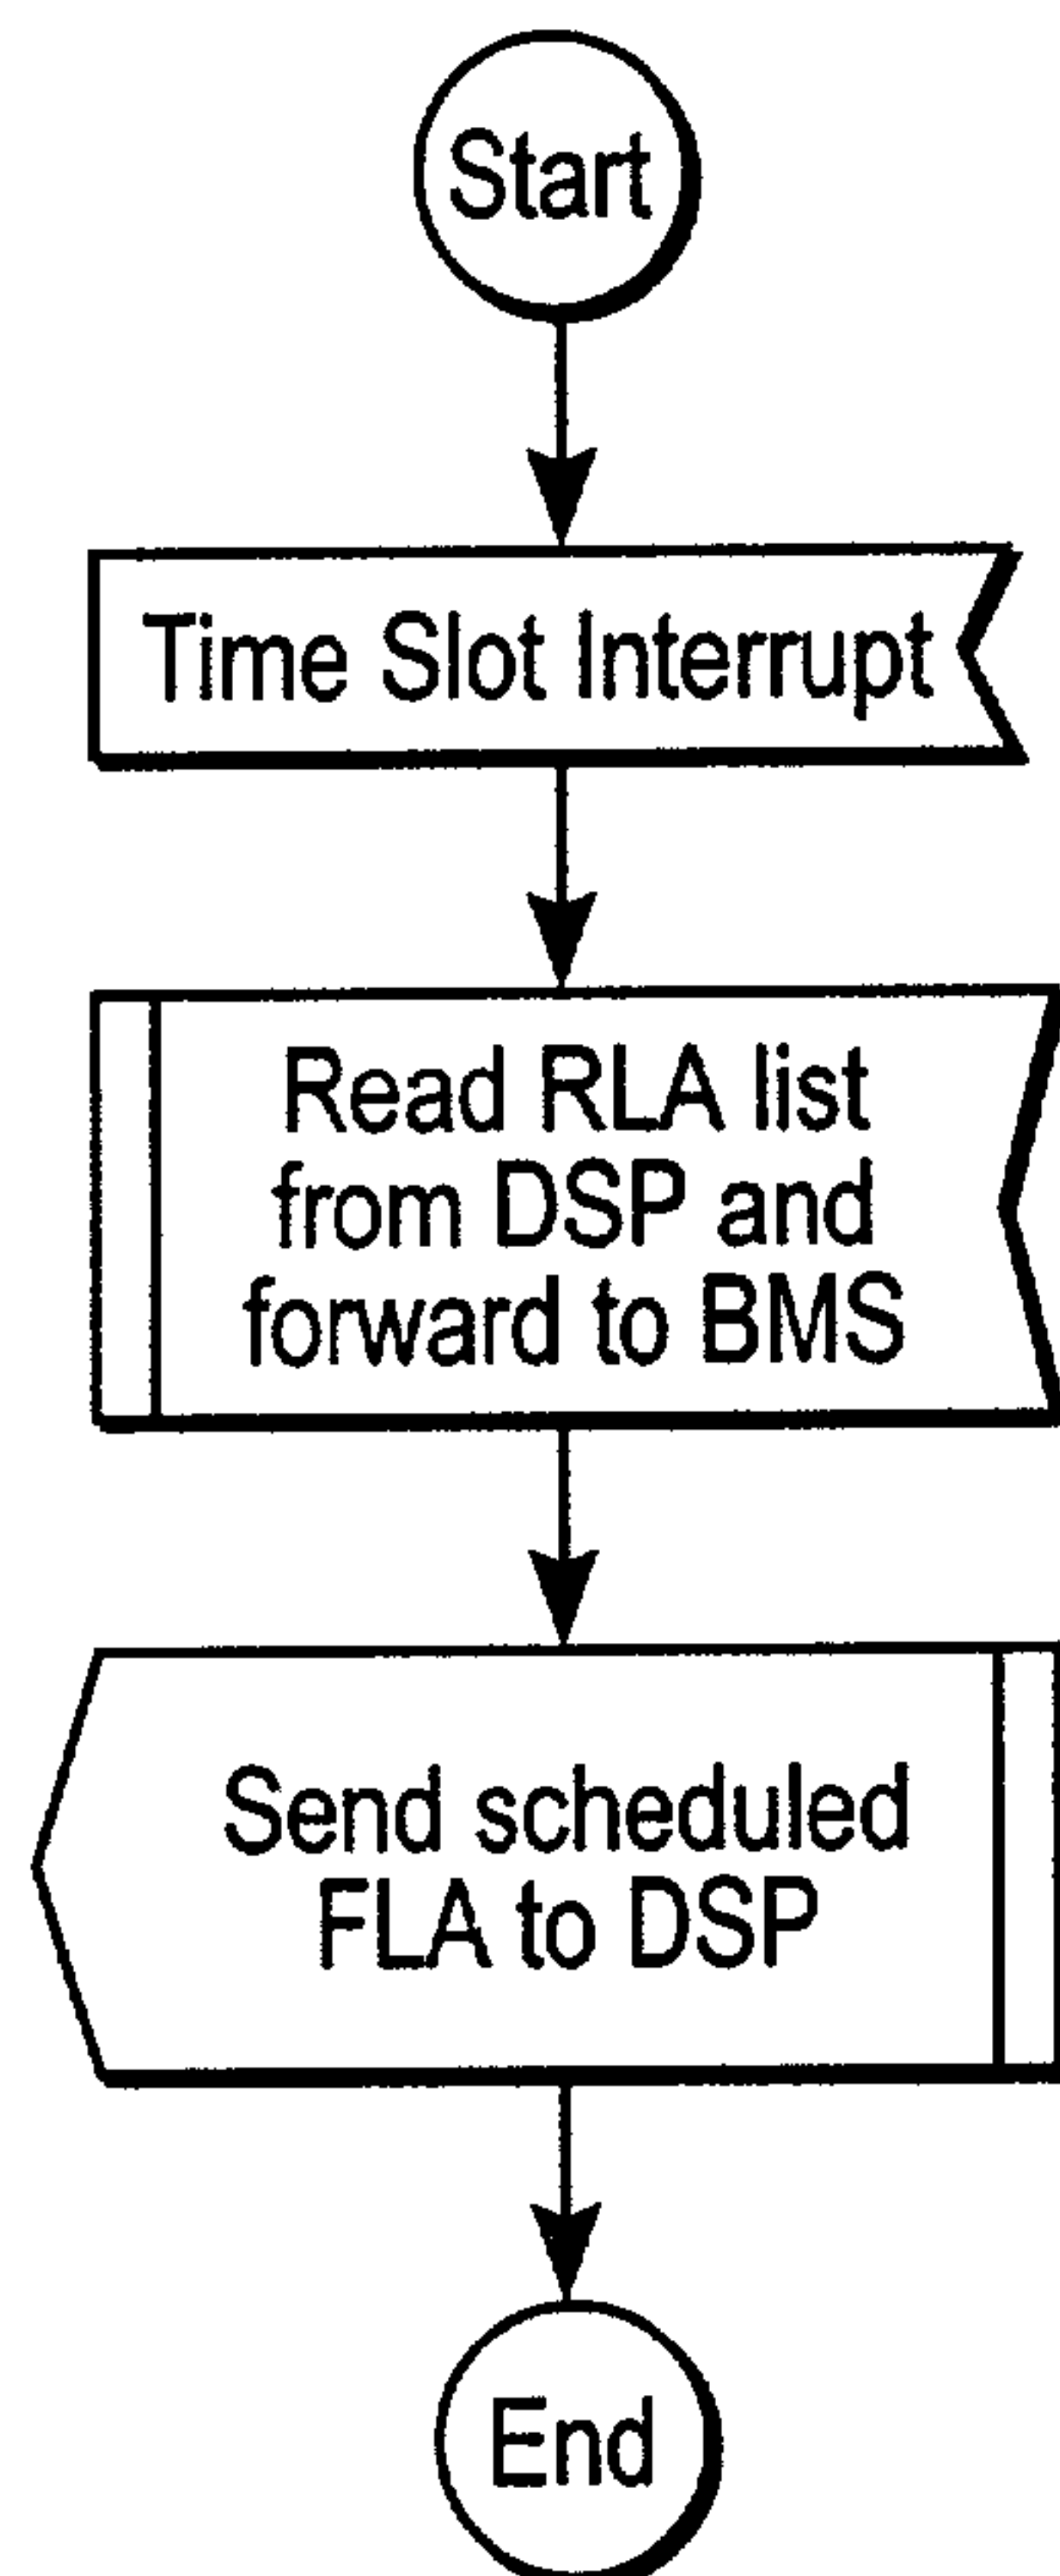 Start
Time Slot Interrupt
Read RLA list
from DSP and
forward to BMS
Send scheduled
FLA to DSP
End